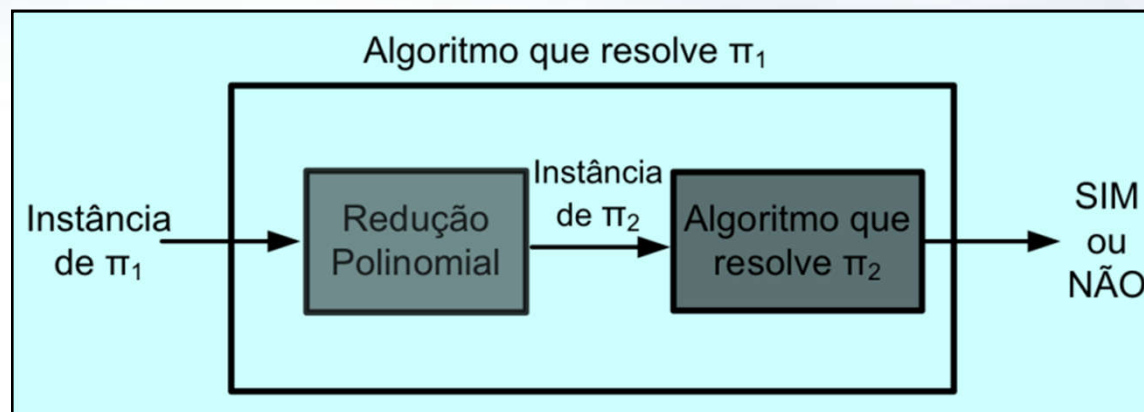 Algoritmo que resolve π₁
Instância
de π₁
Redução
Polinomial
Instância
de π₂
Algoritmo que
resolve π₂
SIM
ou
NÃO